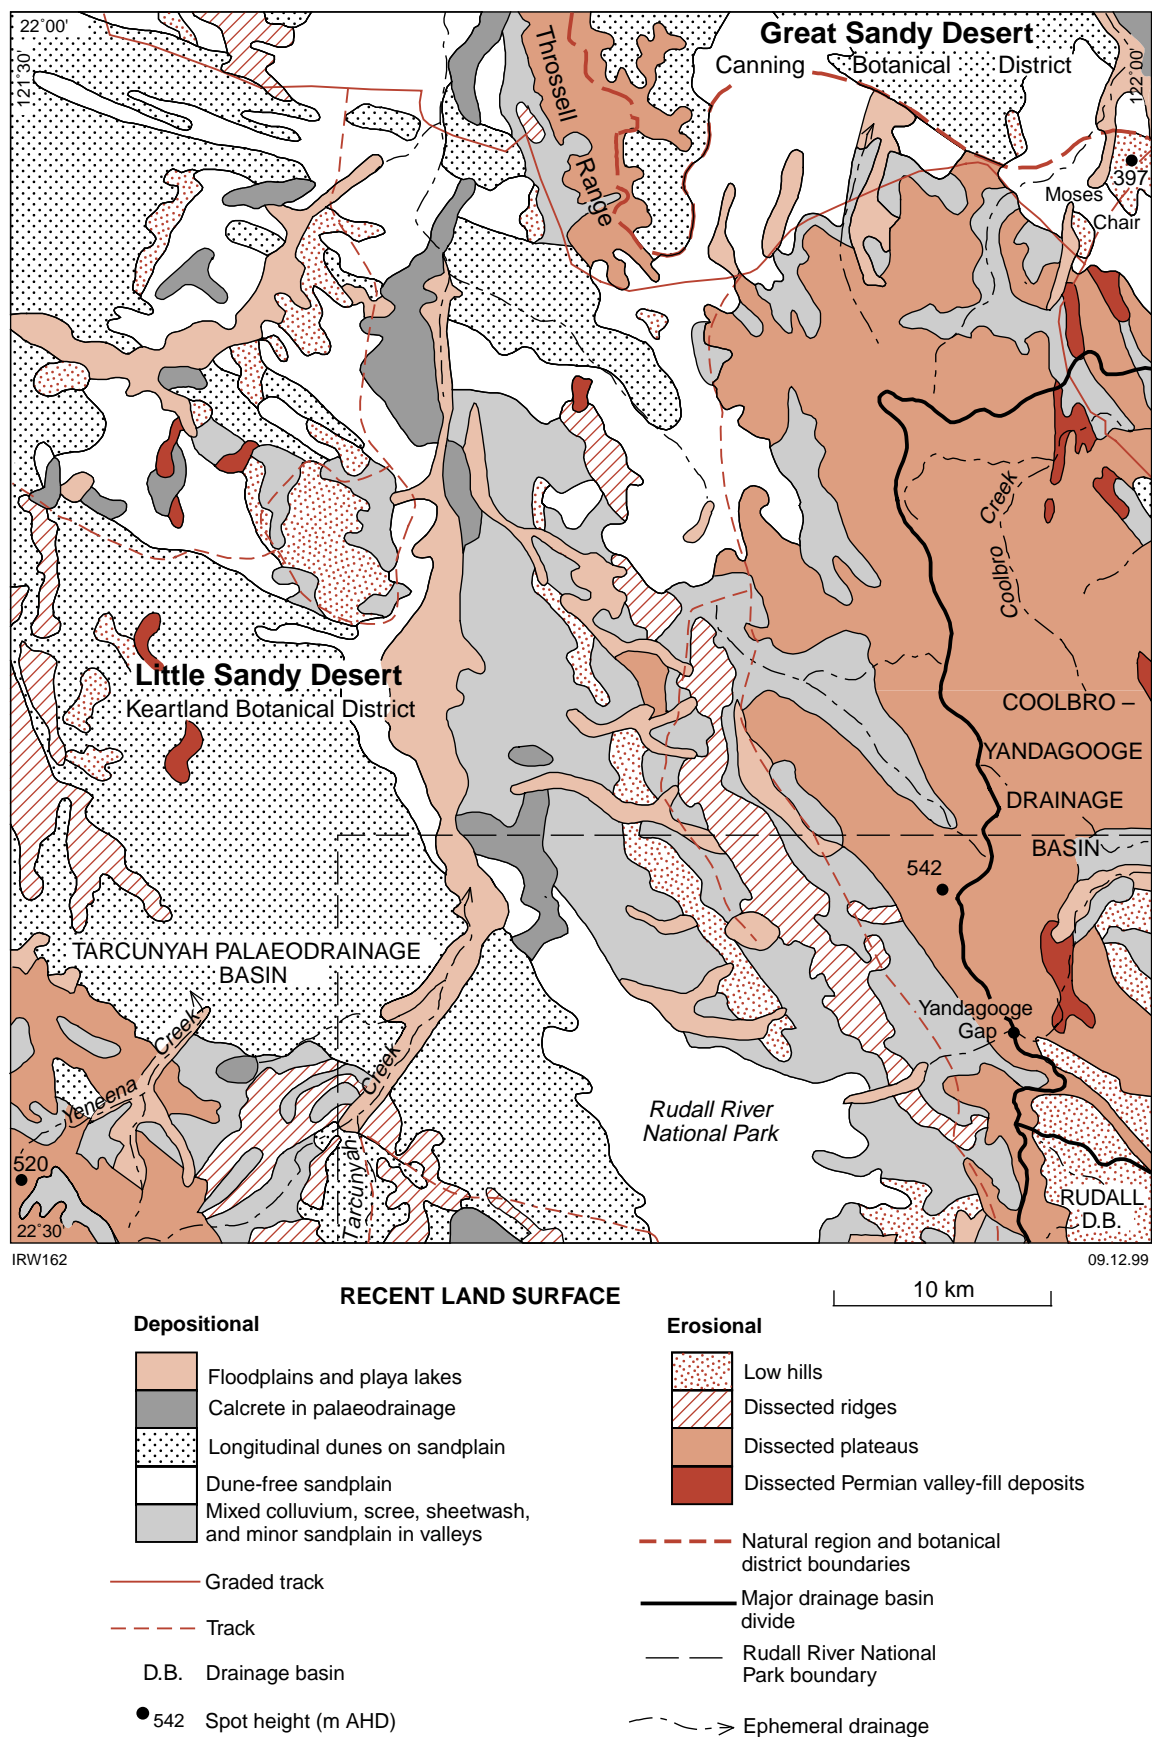 22°00'
121°30'
Throssell
Range
Great Sandy Desert
Canning Botanical District
122°00'
397
Moses
Chair
Creek
Coolbro
Little Sandy Desert
Keartland Botanical District
COOLBRO –
YANDAGOOGE
DRAINAGE
BASIN
542
TARCUNYAH PALAEODRAINAGE
BASIN
Yandagooge
Gap
Yeneena Creek
Creek
Tarcunyah
Rudall River
National Park
520
RUDALL
D.B.
22°30'
IRW162
09.12.99
RECENT LAND SURFACE
10 km
Depositional
Floodplains and playa lakes
Calcrete in palaeodrainage
Longitudinal dunes on sandplain
Dune-free sandplain
Mixed colluvium, scree, sheetwash,
and minor sandplain in valleys
Graded track
Track
D.B. Drainage basin
542 Spot height (m AHD)
Erosional
Low hills
Dissected ridges
Dissected plateaus
Dissected Permian valley-fill deposits
Natural region and botanical
district boundaries
Major drainage basin
divide
Rudall River National
Park boundary
Ephemeral drainage